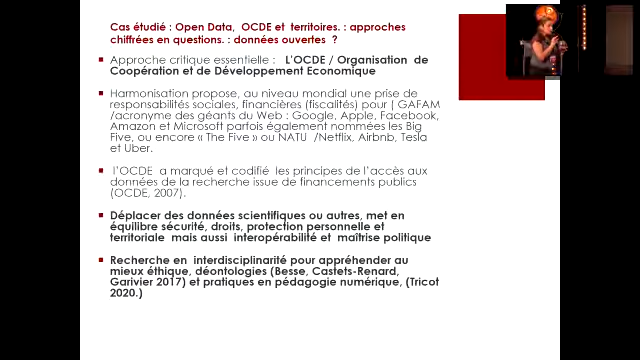 Cas étudié : Open Data, OCDE et territoires. : approches
chiffrées en questions. : données ouvertes ?
Approche critique essentielle : L'OCDE / Organisation de
Coopération et de Développement Economique
Harmonisation propose, au niveau mondial une prise de
responsabilités sociales, financières (fiscalités) pour ( GAFAM
/acronyme des géants du Web : Google, Apple, Facebook,
Amazon et Microsoft parfois également nommées les Big
Five, ou encore « The Five » ou NATU /Netflix, Airbnb, Tesla
et Uber.
l'OCDE a marqué et codifié les principes de l'accès aux
données de la recherche issue de financements publics
(OCDE, 2007).
Déplacer des données scientifiques ou autres, met en
équilibre sécurité, droits, protection personnelle et
territoriale mais aussi interopérabilité et maîtrise politique
Recherche en interdisciplinarité pour appréhender au
mieux éthique, déontologies (Besse, Castets-Renard,
Garivier 2017) et pratiques en pédagogie numérique, (Tricot
2020.)